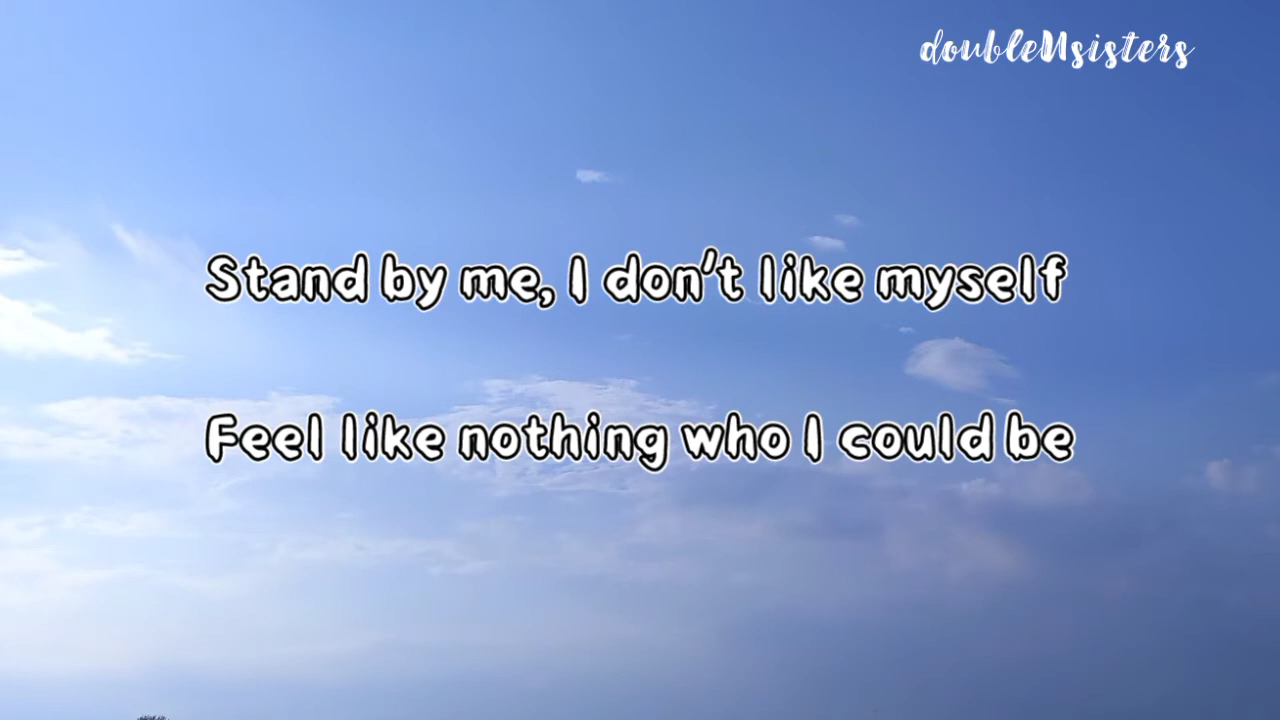 doubleMsisters
Stand by me, I don't like myself
Feel like nothing who I could be